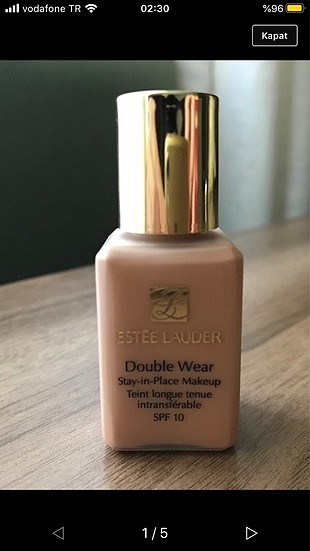 vodafone TR
02:30
%96
Kapat
ESTĒE LAUDER
Double Wear
Stay-in-Place Makeup
Teint longue tenue
intransférable
SPF 10
1/5